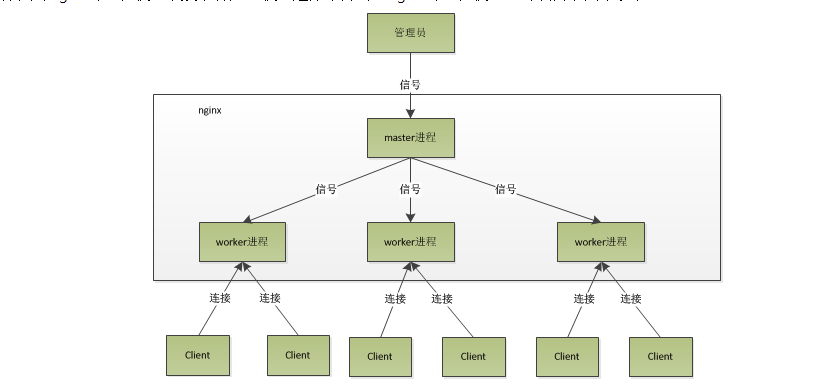 管理员
信号
nginx
master进程
信号 信号 信号
worker进程 worker进程 worker进程
连接 连接 连接 连接 连接 连接
Client Client Client Client Client Client